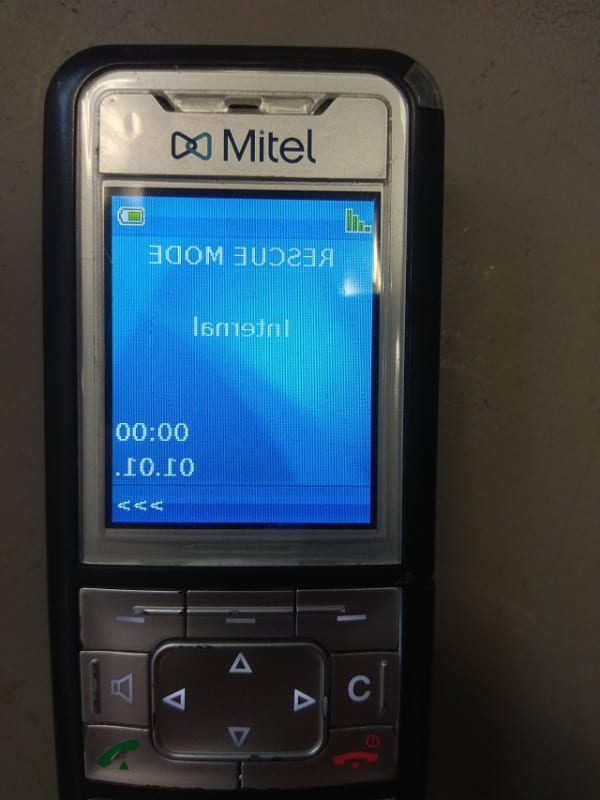 Mitel
RESCUE MODE
Internal
00:00
01.01.
>>>
C